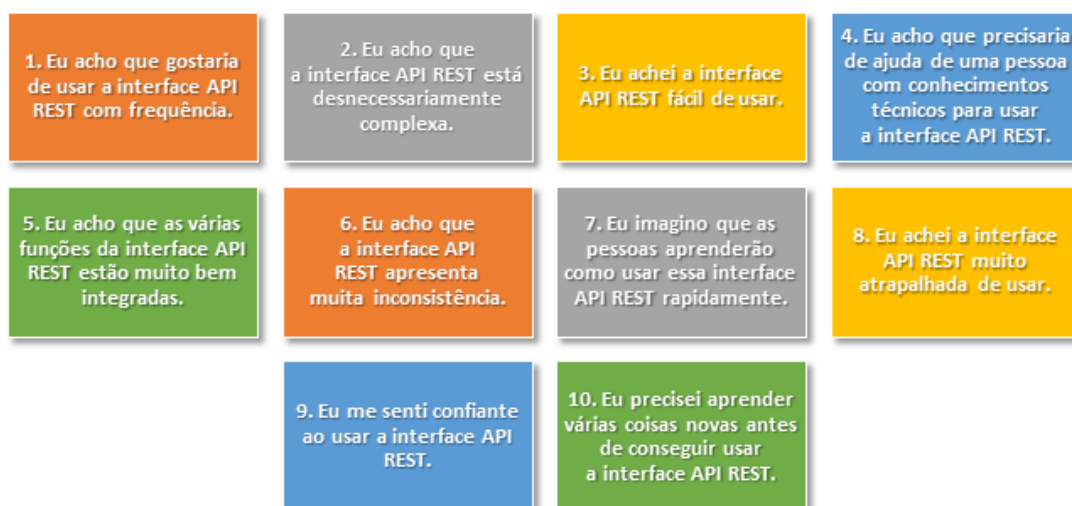 1. Eu acho que gostaria
de usar a interface API
REST com frequência.
2. Eu acho que
a interface API REST está
desnecessariamente
complexa.
3. Eu achei a interface
API REST fácil de usar.
4. Eu acho que precisaria
de ajuda de uma pessoa
com conhecimentos
técnicos para usar
a interface API REST.
5. Eu acho que as várias
funções da interface API
REST estão muito bem
integradas.
6. Eu acho que
a interface API
REST apresenta
muita inconsistência.
7. Eu imagino que as
pessoas aprenderão
como usar essa interface
API REST rapidamente.
8. Eu achei a interface
API REST muito
atrapalhada de usar.
9. Eu me senti confiante
ao usar a interface API
REST.
10. Eu precisei aprender
várias coisas novas antes
de conseguir usar
a interface API REST.